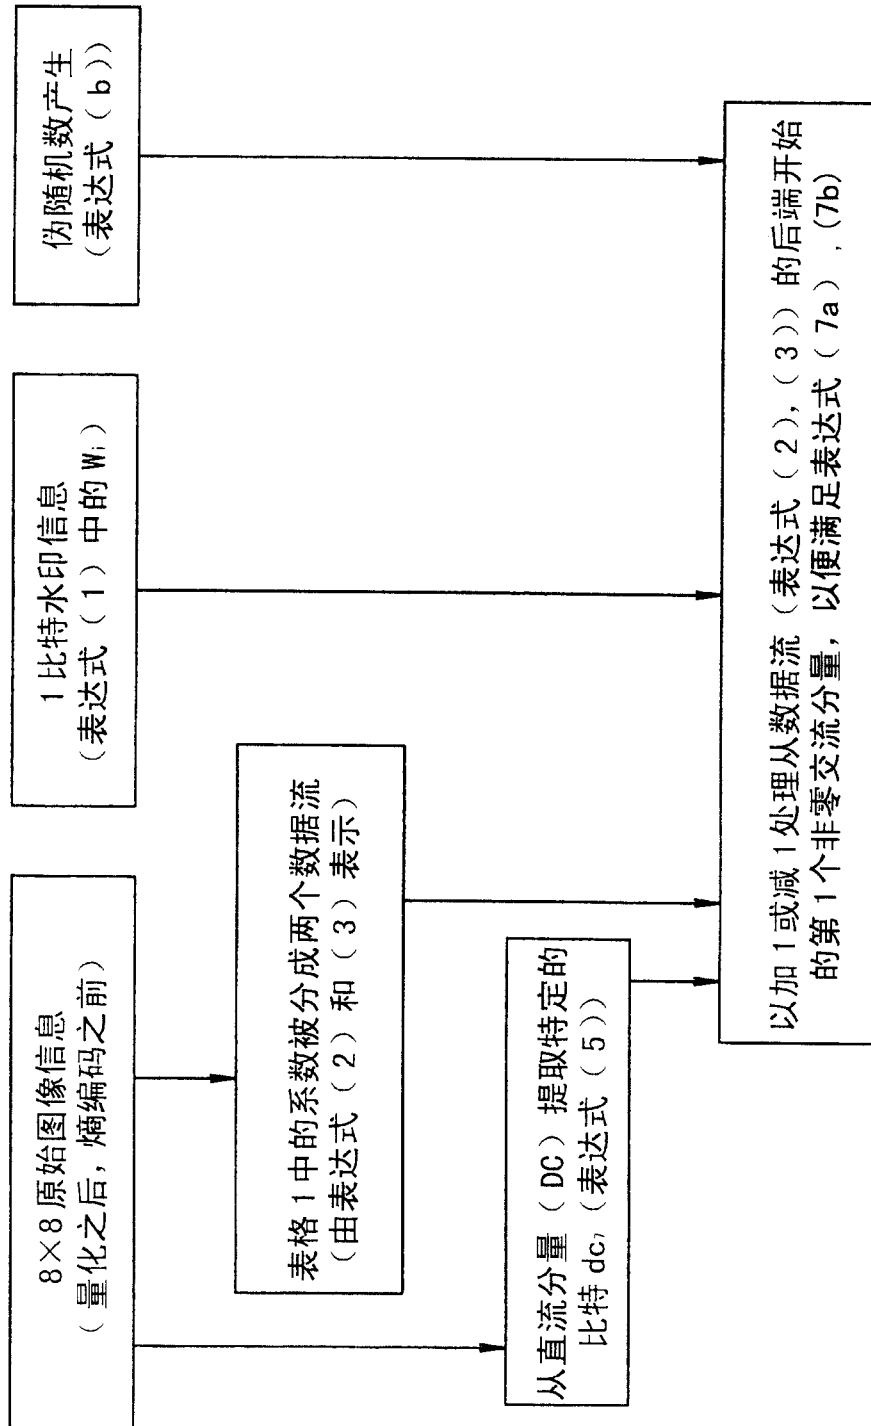 8×8原始图像信息
(量化之后,熵编码之前)
1比特水印信息
(表达式(1)中的Wi)
伪随机数产生
(表达式(b))
表格1中的系数被分成两个数据流
(由表达式(2)和(3)表示)
从直流分量(DC)提取特定的
比特dc7(表达式(5))
以加1或减1处理从数据流(表达式(2),(3))的后端开始
的第1个非零交流分量,以便满足表达式(7a),(7b)